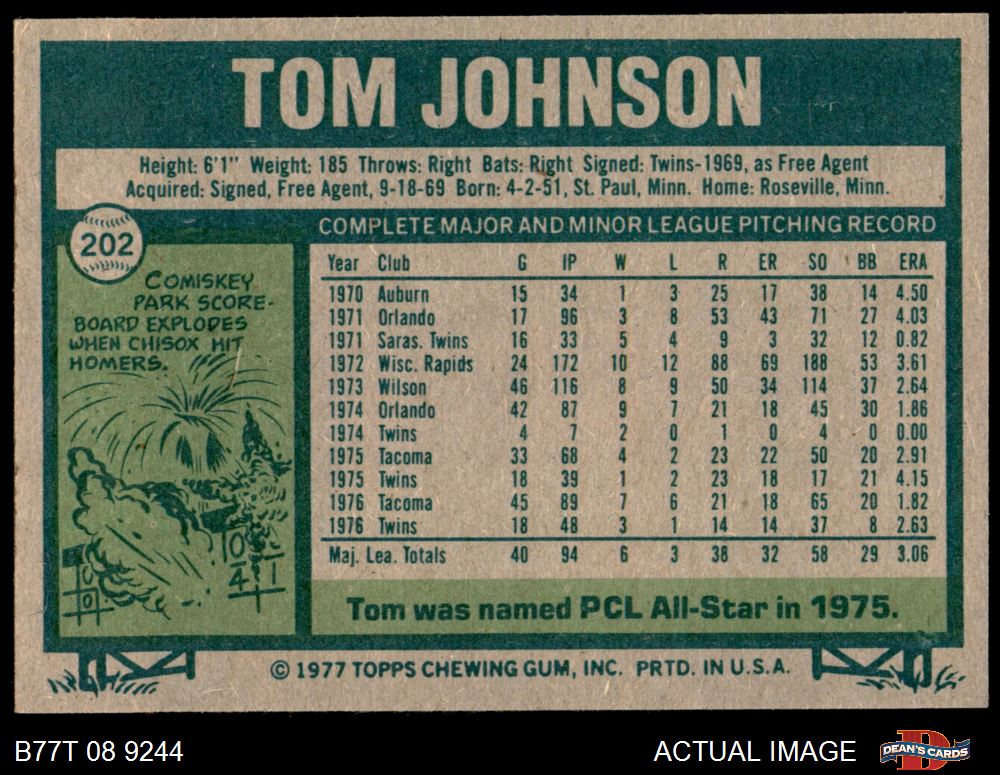 TOM JOHNSON
Height: 6'1" Weight: 185 Throws: Right Bats: Right Signed: Twins-1969, as Free Agent
Acquired: Signed, Free Agent, 9-18-69 Born: 4-2-51, St. Paul, Minn. Home: Roseville, Minn.
202
COMISKEY
PARK SCORE-
BOARD EXPLODES
WHEN CHISOX HIT
HOMERS.
10
4 1
0
0
COMPLETE MAJOR AND MINOR LEAGUE PITCHING RECORD
Year Club G IP W L R ER SO BB ERA
1970 Auburn 15 34 1 3 25 17 38 14 4.50
1971 Orlando 17 96 3 8 53 43 71 27 4.03
1971 Saras. Twins 16 33 5 4 9 3 32 12 0.82
1972 Wisc. Rapids 24 172 10 12 88 69 188 53 3.61
1973 Wilson 46 116 8 9 50 34 114 37 2.64
1974 Orlando 42 87 9 7 21 18 45 30 1.86
1974 Twins 4 7 2 0 1 0 4 0 0.00
1975 Tacoma 33 68 4 2 23 22 50 20 2.91
1975 Twins 18 39 1 2 23 18 17 21 4.15
1976 Tacoma 45 89 7 6 21 18 65 20 1.82
1976 Twins 18 48 3 1 14 14 37 8 2.63
Maj. Lea. Totals 40 94 6 3 38 32 58 29 3.06
Tom was named PCL All-Star in 1975.
© 1977 TOPPS CHEWING GUM, INC. PRTD. IN U.S.A.
B77T 08 9244
ACTUAL IMAGE
D
DEAN'S CARDS